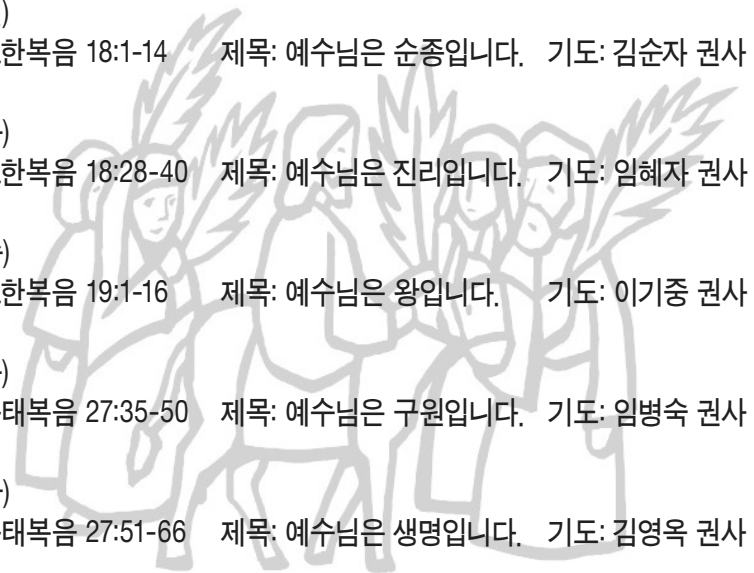 )
한복음 18:1-14 제목: 예수님은 순종입니다. 기도: 김순자 권사
)
한복음 18:28-40 제목: 예수님은 진리입니다. 기도: 임혜자 권사
)
한복음 19:1-16 제목: 예수님은 왕입니다. 기도: 이기중 권사
)
태복음 27:35-50 제목: 예수님은 구원입니다. 기도: 임병숙 권사
)
태복음 27:51-66 제목: 예수님은 생명입니다. 기도: 김영옥 권사